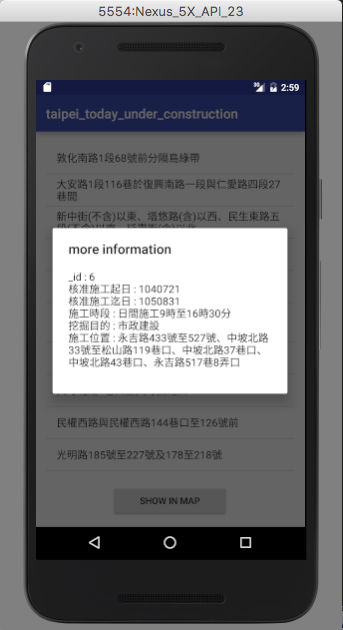 5554:Nexus_5X_API_23
2:59
taipei_today_under_construction
敦化南路1段68號前分隔島綠帶
大安路1段116巷於復興南路一段與仁愛路四段27
巷間
新中街(不含)以東、塔悠路(含)以西、民生東路五
more information
_id : 6
核准施工起日 : 1040721
核准施工迄日 : 1050831
施工時段 : 日間施工9時至16時30分
挖掘目的 : 市政建設
施工位置 : 永吉路433號至527號、中坡北路
33號至松山路119巷口、中坡北路37巷口、
中坡北路43巷口、永吉路517巷8弄口
民權西路與民權西路144巷口至126號前
光明路185號至227號及178至218號
SHOW IN MAP